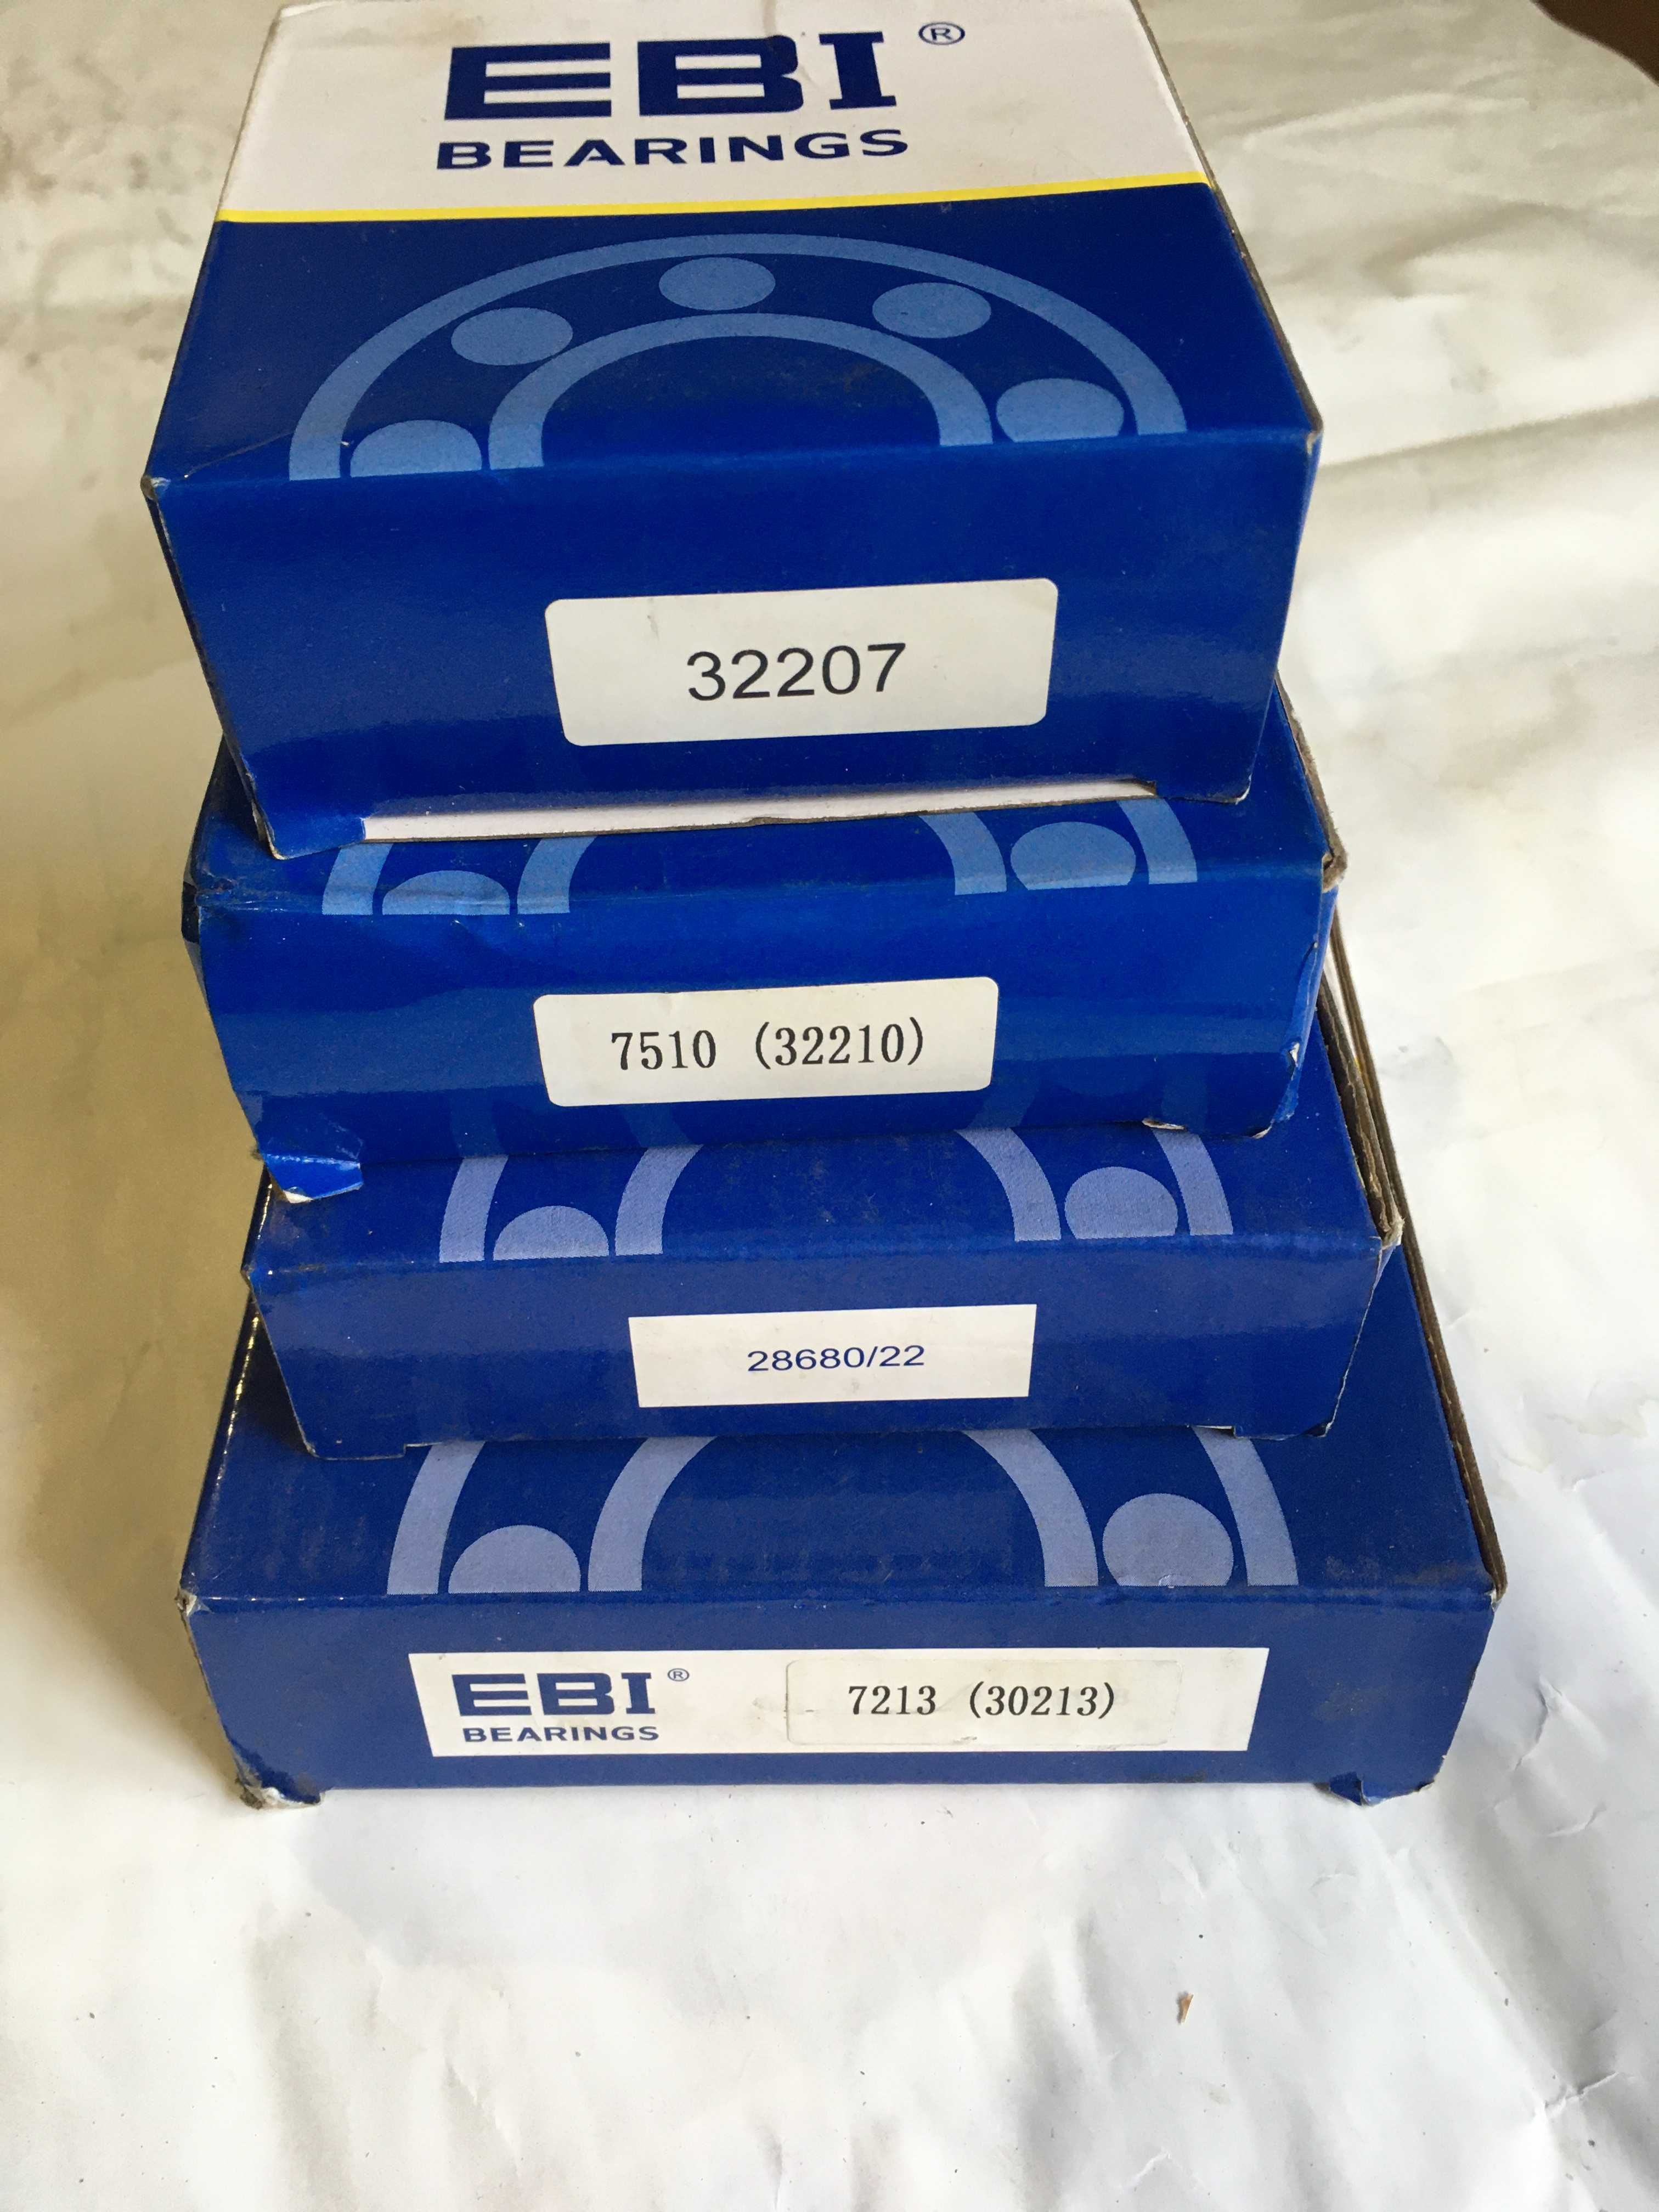 EBI ®
BEARINGS
32207
7510 (32210)
28680/22
EBI ®
BEARINGS
7213 (30213)